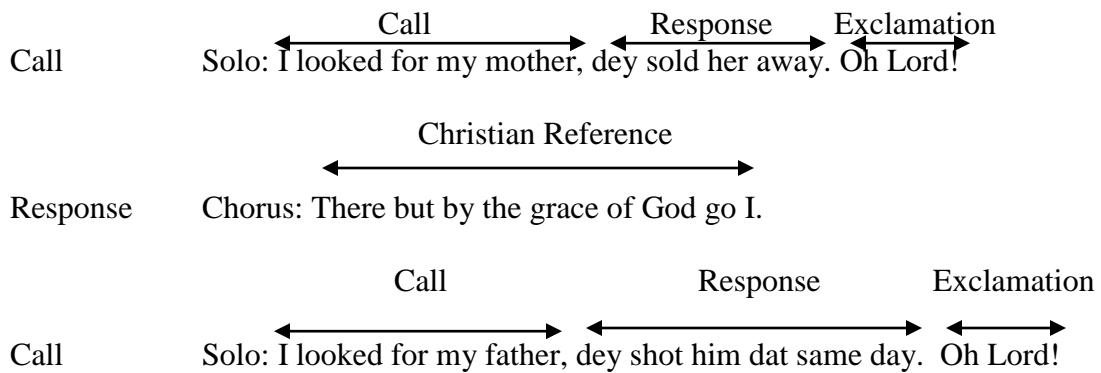 Call Response Exclamation
Call Solo: I looked for my mother, dey sold her away. Oh Lord!
Christian Reference
Response Chorus: There but by the grace of God go I.
Call Response Exclamation
Call Solo: I looked for my father, dey shot him dat same day. Oh Lord!